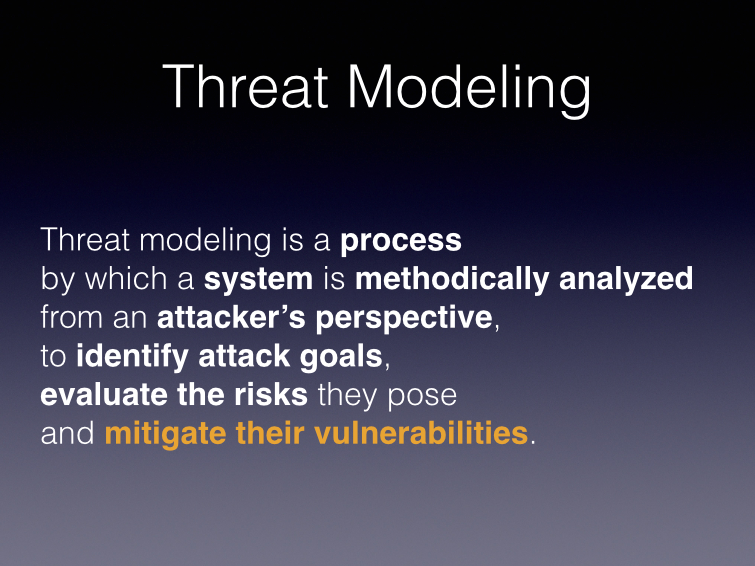 Threat Modeling
Threat modeling is a process
by which a system is methodically analyzed
from an attacker’s perspective,
to identify attack goals,
evaluate the risks they pose
and mitigate their vulnerabilities.